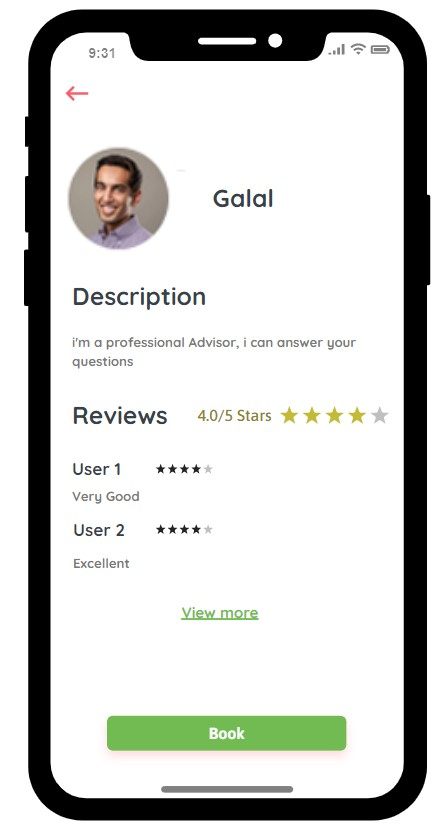 9:31
Galal
Description
i'm a professional Advisor, i can answer your
questions
Reviews 4.0/5 Stars
User 1
Very Good
User 2
Excellent
View more
Book